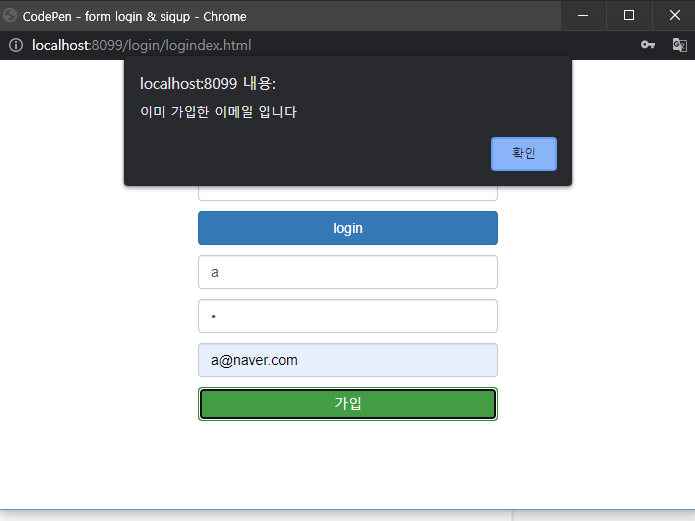 CodePen - form login & siqup - Chrome
localhost:8099/login/logindex.html
localhost:8099 내용:
이미 가입한 이메일 입니다
확인
login
a
•
a@naver.com
가입